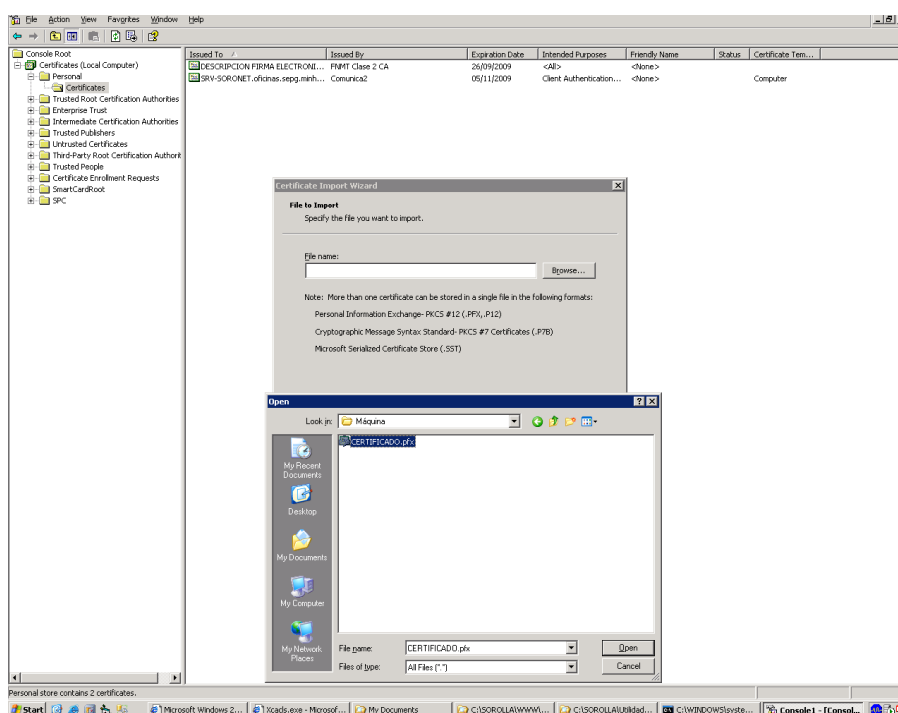 File Action View Favorites Window Help
Console Root
Certificates (Local Computer)
Personal
Certificates
Trusted Root Certification Authorities
Enterprise Trust
Intermediate Certification Authorities
Trusted Publishers
Untrusted Certificates
Third-Party Root Certification Authorit
Trusted People
Certificate Enrollment Requests
SmartCardRoot
SPC
Issued To Issued By Expiration Date Intended Purposes Friendly Name Status Certificate Tem...
DESCRIPCION FIRMA ELECTRONI... FNMT Clase 2 CA 26/09/2009 <All> <None>
SRV-SORONET.oficinas.sepg.minh... Comunica2 05/11/2009 Client Authentication... <None> Computer
Certificate Import Wizard
File to Import
Specify the file you want to import.
File name:
Browse...
Note: More than one certificate can be stored in a single file in the following formats:
Personal Information Exchange- PKCS #12 (.PFX,.P12)
Cryptographic Message Syntax Standard- PKCS #7 Certificates (.P7B)
Microsoft Serialized Certificate Store (.SST)
Open
Look in: Máquina
CERTIFICADO.pfx
My Recent Documents
Desktop
My Documents
My Computer
My Network Places
File name: CERTIFICADO.pfx Open
Files of type: All Files (*.*) Cancel
Personal store contains 2 certificates.
Start Microsoft Windows 2... Xcads.exe - Microsof... My Documents C:\SOROLLA\WWW\... C:\SOROLLA\Utilidad... C:\WINDOWS\syste... Console1 - [Consol...